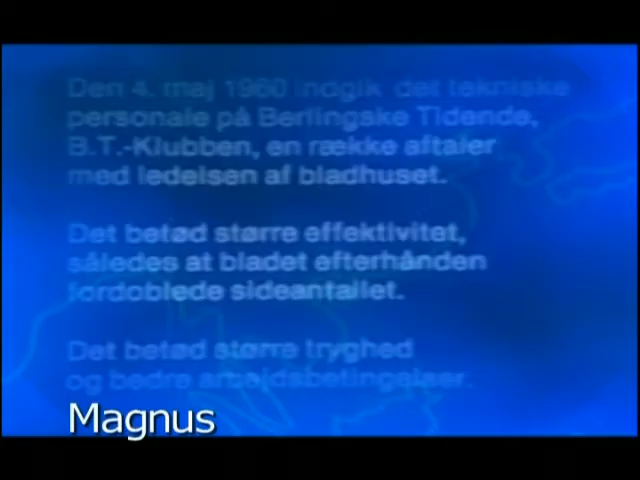 Den 4. maj 1960 indgik det tekniske
personale på Berlingske Tidende,
B.T.-Klubben, en række aftaler
med ledelsen af bladhuset.
Det betød større effektivitet,
således at bladet efterhånden
fordoblede sideantallet.
Det betød større tryghed
og bedre arbejdsbetingelser.
Magnus